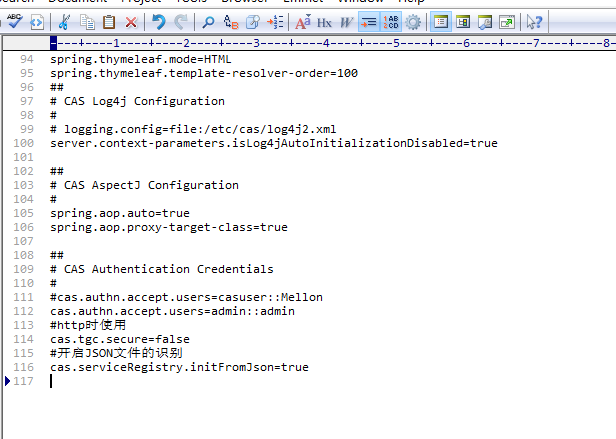 Search Document Project Tools Browser Emmet Window Help
----+----1----+----2----+----3----+----4----+----5----+----6----+----7----+----8-
94 spring.thymeleaf.mode=HTML
95 spring.thymeleaf.template-resolver-order=100
96 ##
97 # CAS Log4j Configuration
98 #
99 # logging.config=file:/etc/cas/log4j2.xml
100 server.context-parameters.isLog4jAutoInitializationDisabled=true
101
102 ##
103 # CAS AspectJ Configuration
104 #
105 spring.aop.auto=true
106 spring.aop.proxy-target-class=true
107
108 ##
109 # CAS Authentication Credentials
110 #
111 #cas.authn.accept.users=casuser::Mellon
112 cas.authn.accept.users=admin::admin
113 #http时使用
114 cas.tgc.secure=false
115 #开启JSON文件的识别
116 cas.serviceRegistry.initFromJson=true
117